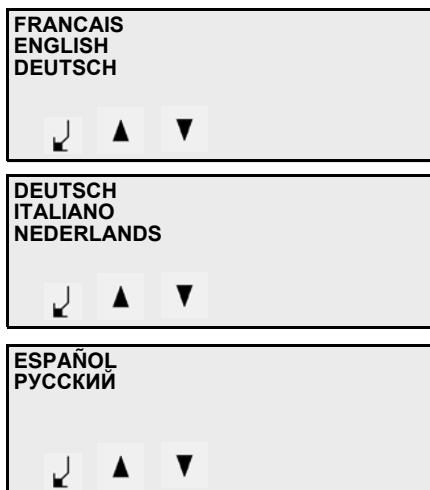 FRANCAIS
ENGLISH
DEUTSCH
DEUTSCH
ITALIANO
NEDERLANDS
ESPAÑOL
РУССКИЙ